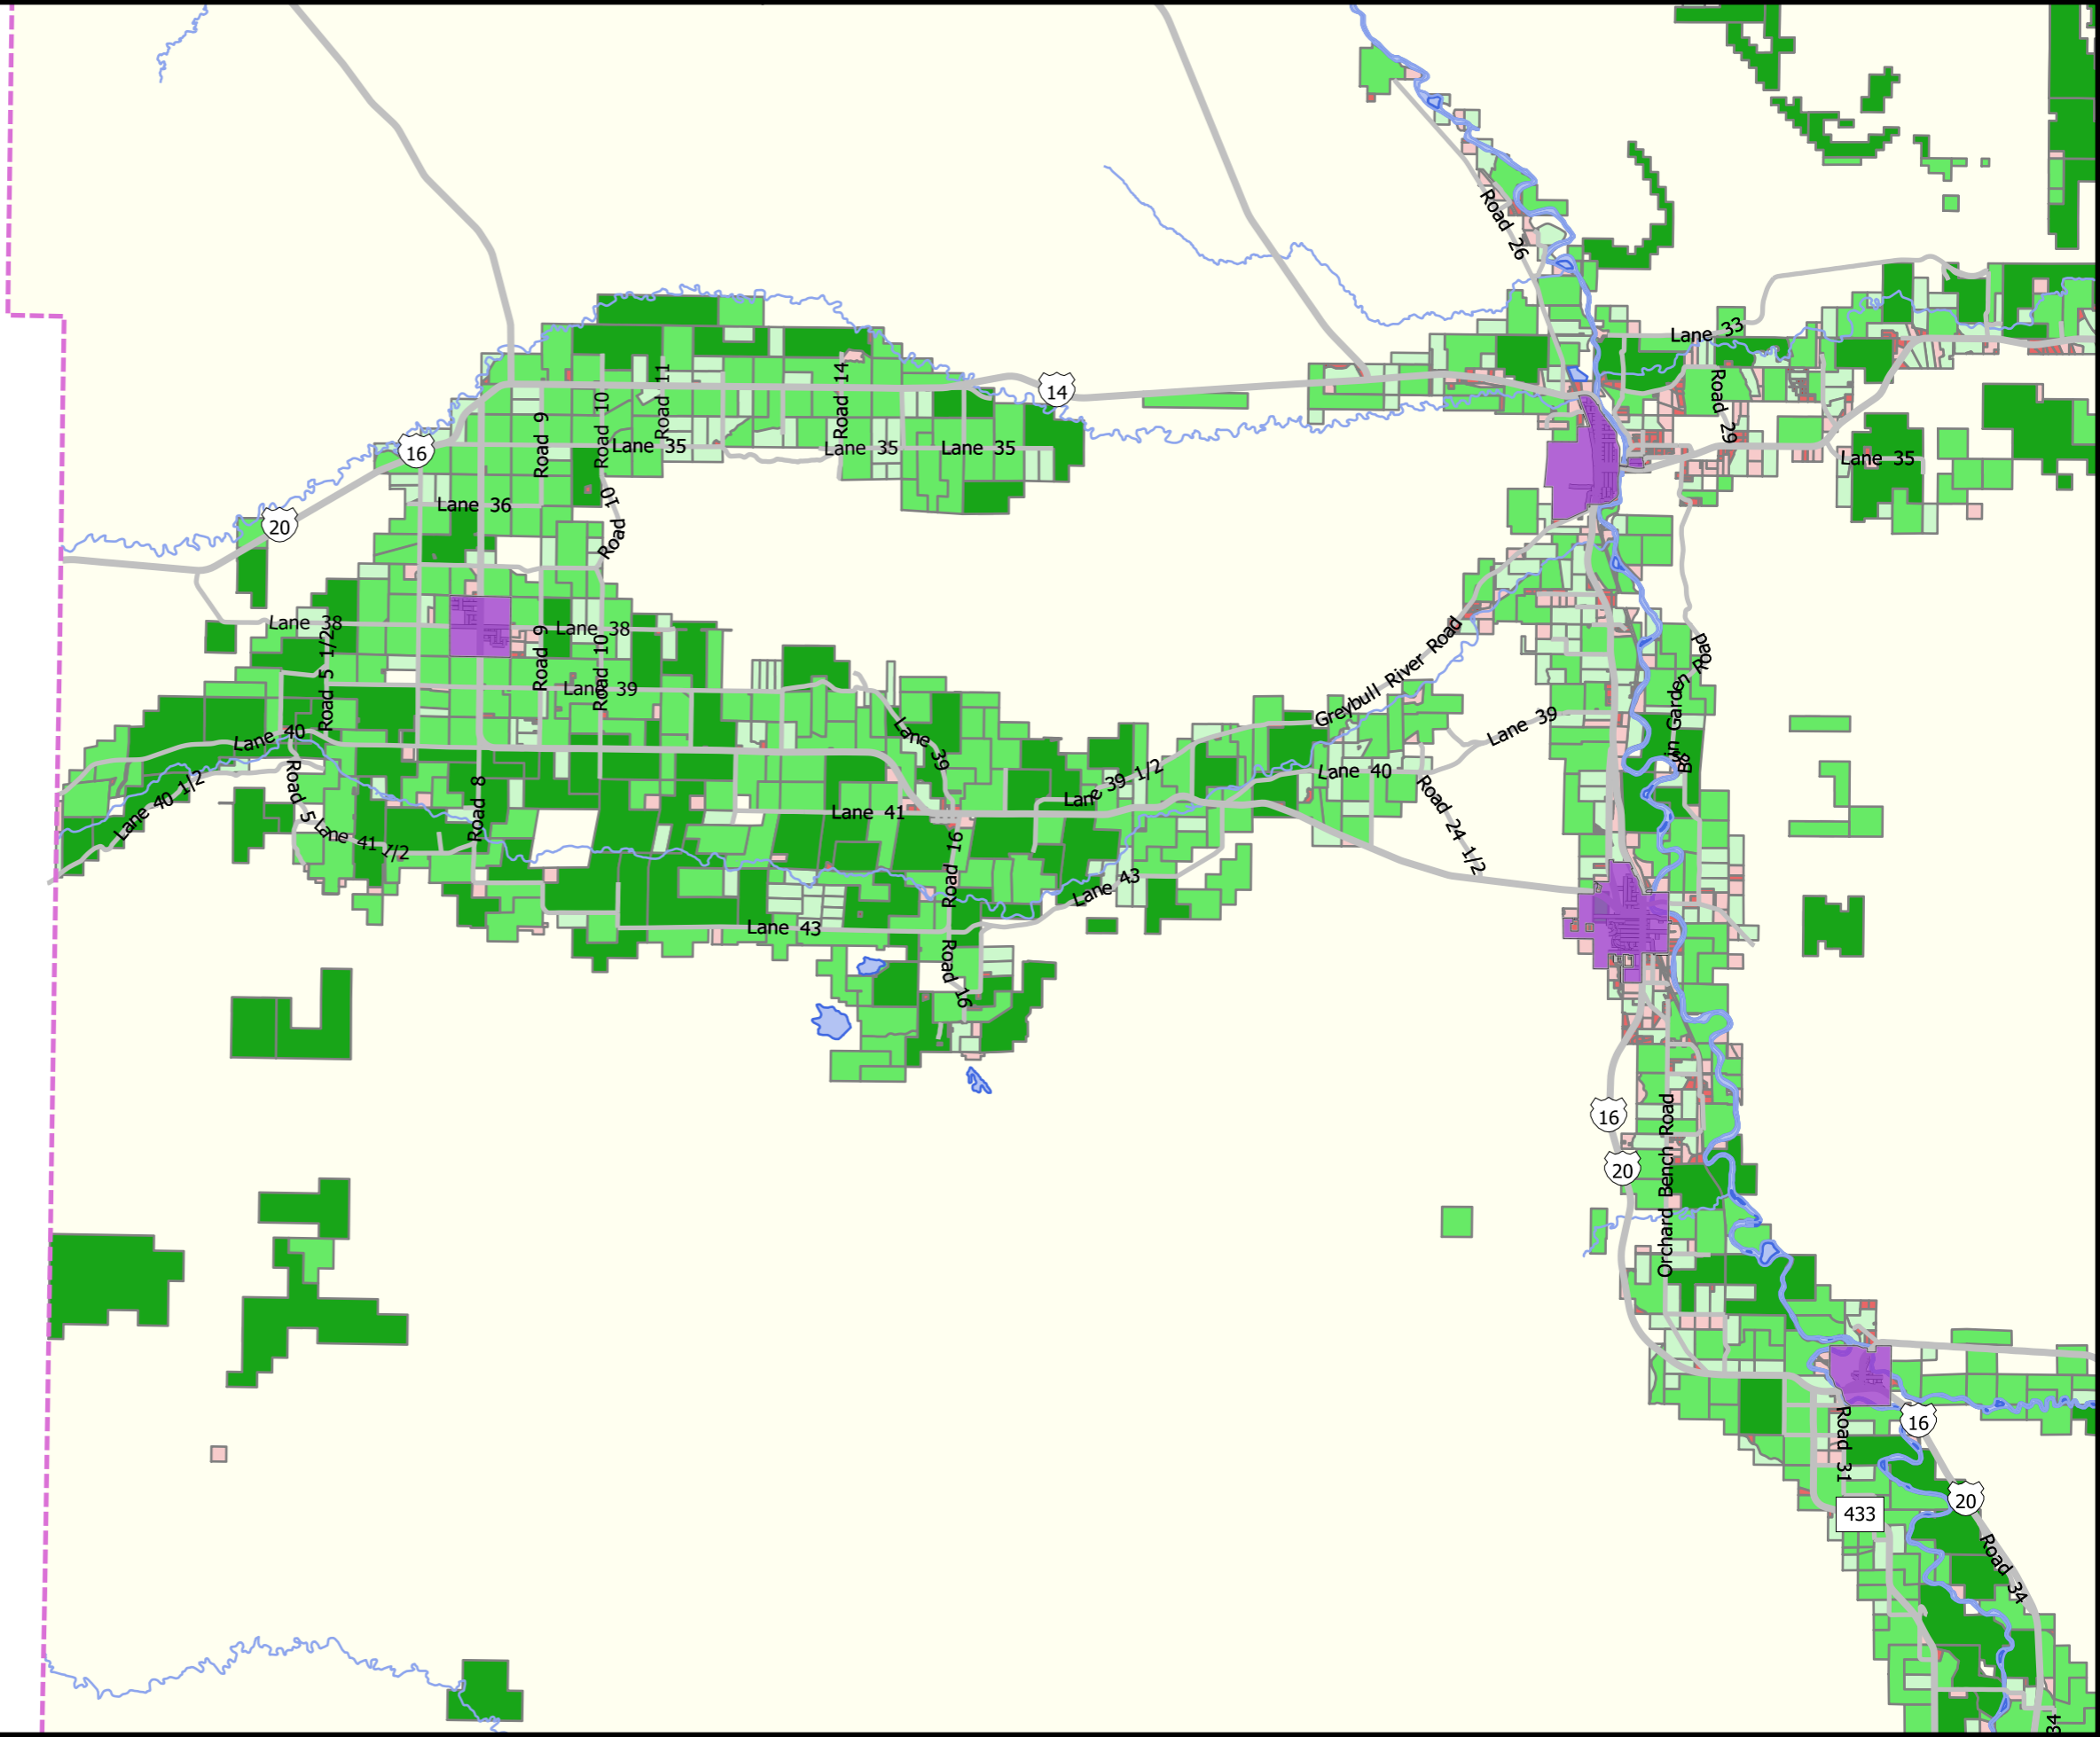 Road 26
Lane 33
14
Road 11
Road 14
Road 10
Road 9
Road 29
16
Lane 35
Lane 35
Lane 35
Lane 35
Lane 36
20
Road 10
Lane 38
Lane 38
Road 5 1/2
Road 9
Road 10
Lane 39
Greybull River Road
Basin Garden Road
Lane 40
Lane 39
Lane 39
Lane 39 1/2
Lane 40
Road 5
Lane 40 1/2
Road 8
Lane 41
Road 24 1/2
Lane 41 1/2
Road 16
Lane 43
Lane 43
Road 16
16
Orchard Bench Road
20
16
Road 31
20
433
Road 34
34